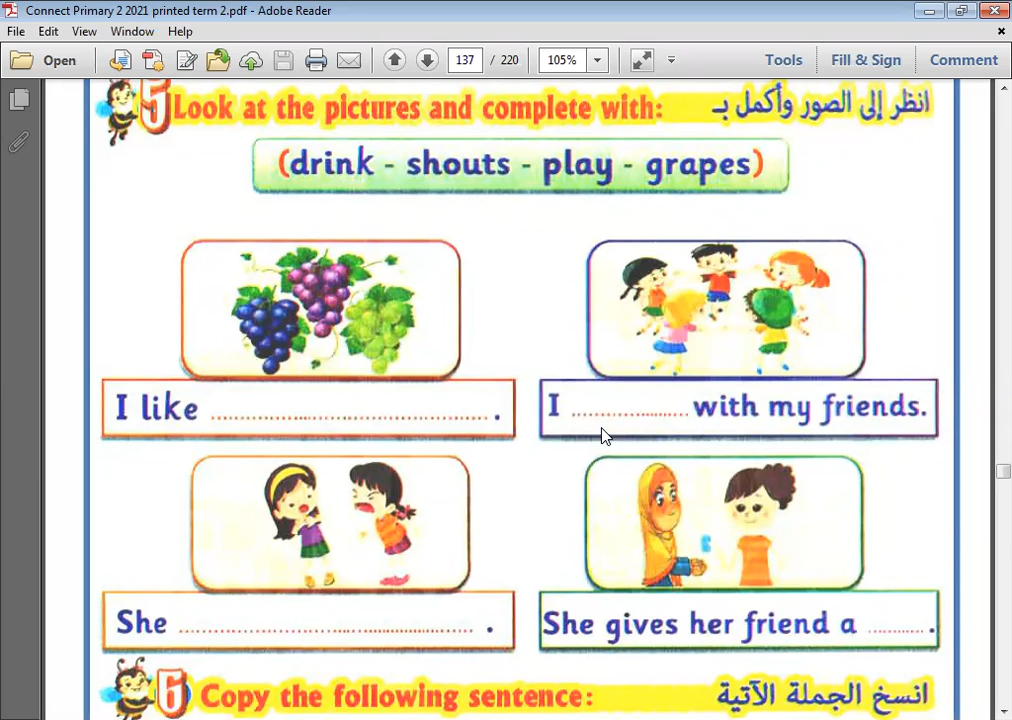 Connect Primary 2 2021 printed term 2.pdf - Adobe Reader
File Edit View Window Help
Open 137 / 220 105% Tools Fill & Sign Comment
5 Look at the pictures and complete with: انظر إلى الصور وأكمل بـ
(drink - shouts - play - grapes)
I like .......................................... .
I ...................... with my friends.
She .......................................... .
She gives her friend a ........... .
6 Copy the following sentence: انسخ الجملة الآتية